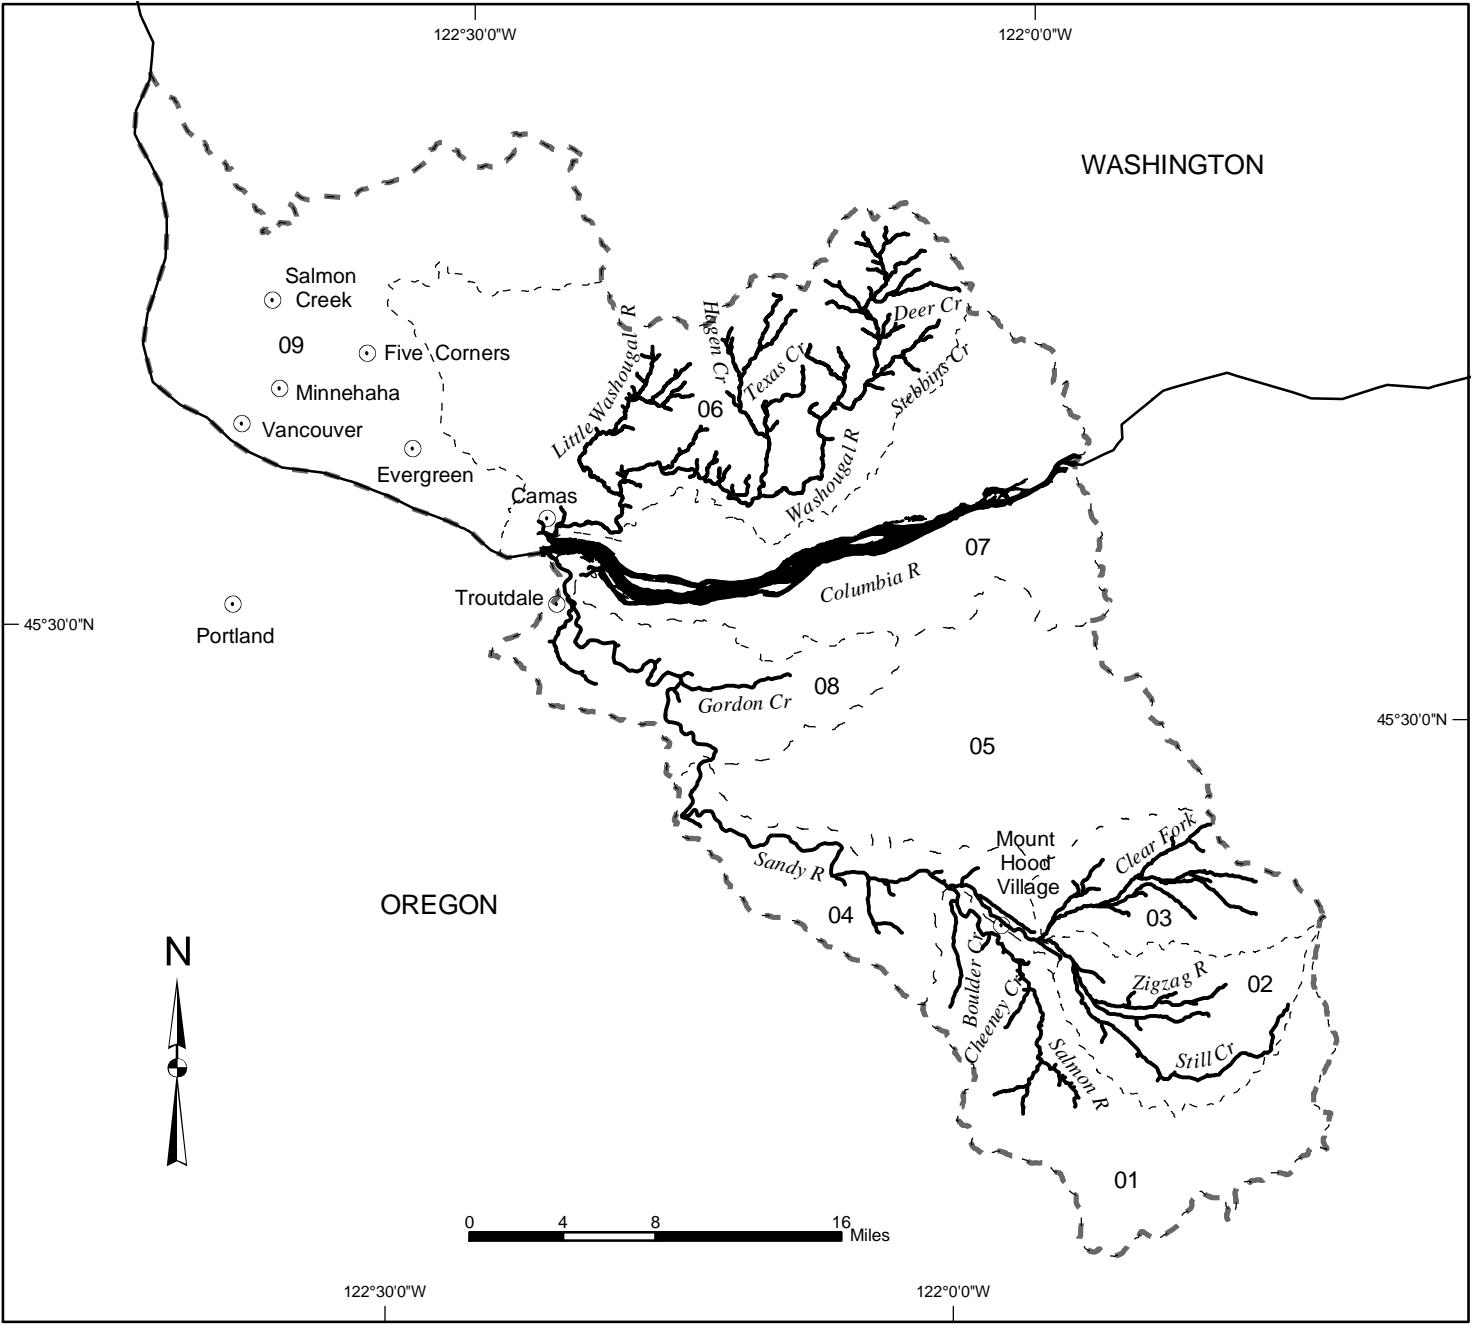 122°30'0"W
122°0'0"W
WASHINGTON
Salmon
Creek
09
Five Corners
Minnehaha
Vancouver
Evergreen
Camas
Little Washougal R
Hagen Cr
06
Texas Cr
Deer Cr
Stebbins Cr
Washougal R
07
Columbia R
Troutdale
Portland
45°30'0"N
08
Gordon Cr
45°30'0"N
05
Mount
Hood
Village
Clear Fork
Sandy R
OREGON
04
03
Boulder Cr
Cheeney Cr
Zigzag R
02
Salmon R
Still Cr
N
01
0
4
8
16
Miles
122°30'0"W
122°0'0"W